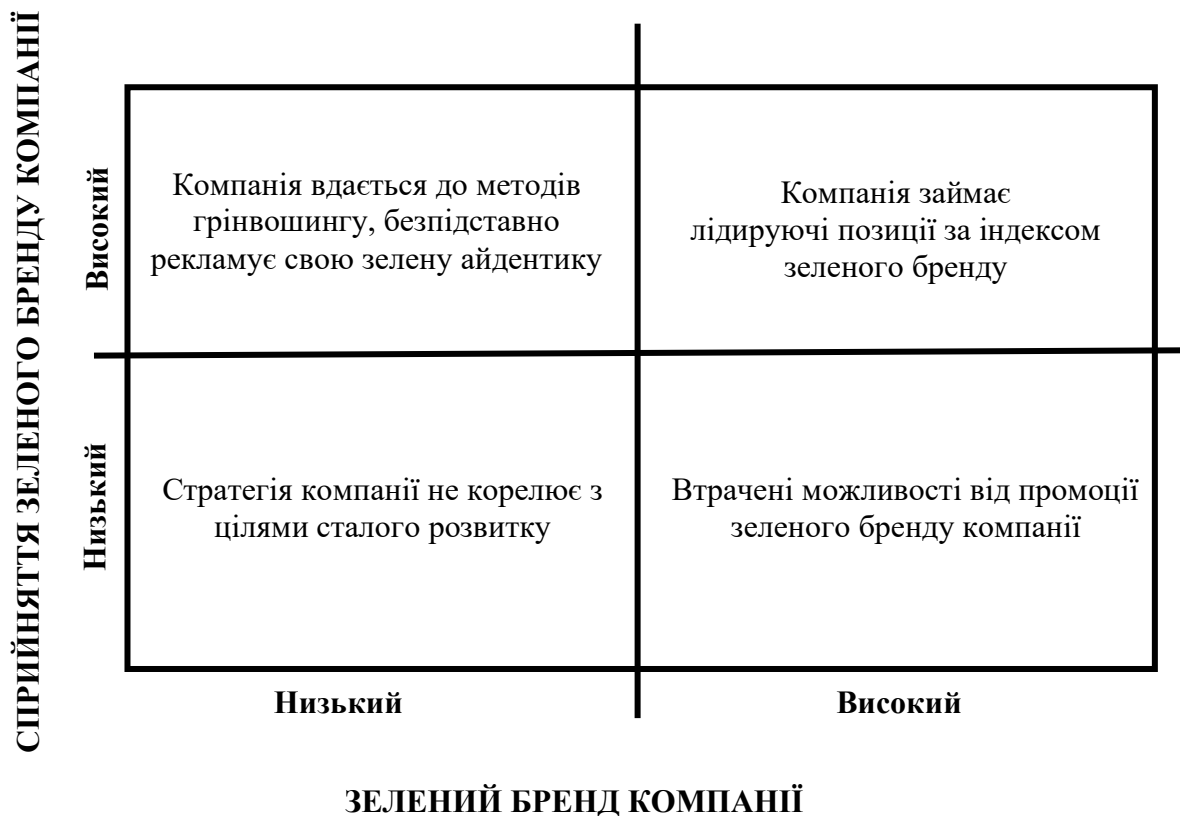 СПРИЙНЯТТЯ ЗЕЛЕНОГО БРЕНДУ КОМПАНІЇ
Високий
Компанія вдається до методів
грінвошингу, безпідставно
рекламує свою зелену айдентику
Компанія займає
лідируючі позиції за індексом
зеленого бренду
Низький
Стратегія компанії не корелює з
цілями сталого розвитку
Втрачені можливості від промоції
зеленого бренду компанії
Низький
Високий
ЗЕЛЕНИЙ БРЕНД КОМПАНІЇ